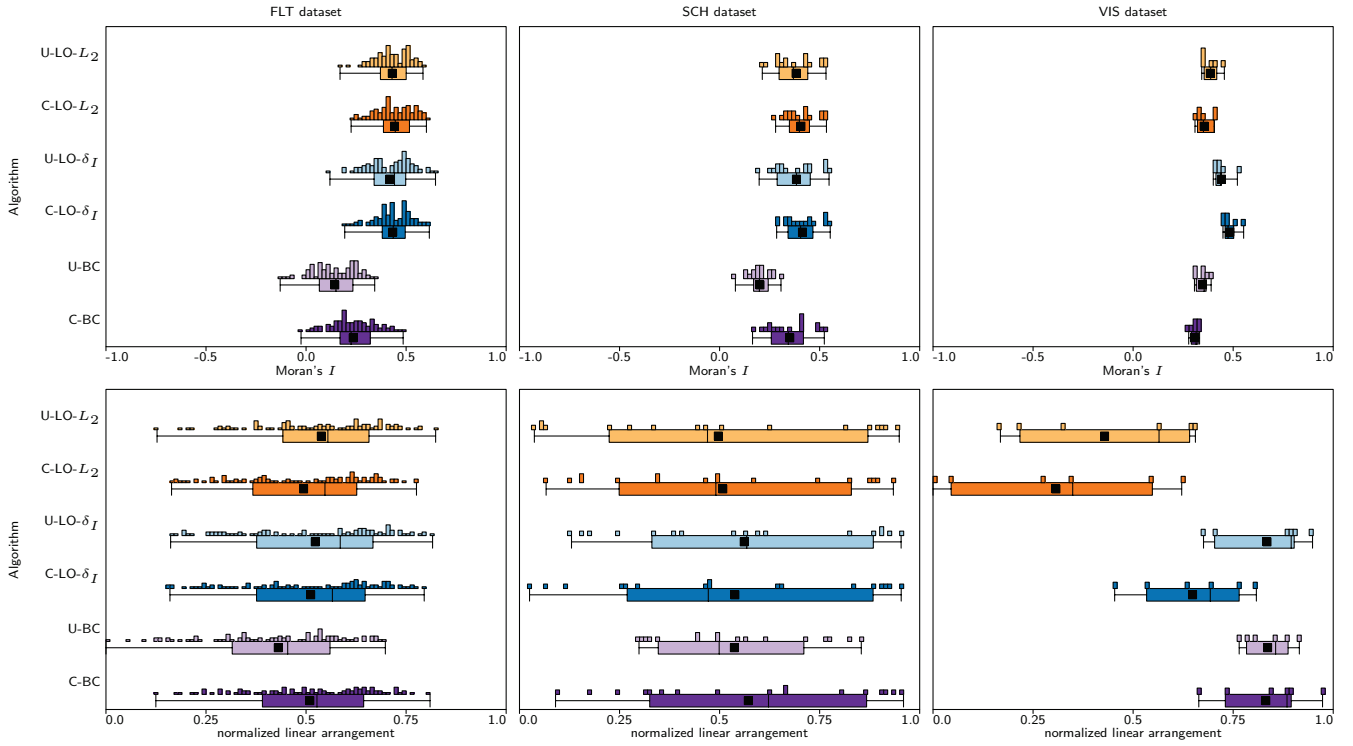 FLT dataset SCH dataset VIS dataset
Algorithm
U-LO-L2
C-LO-L2
U-LO-δI
C-LO-δI
U-BC
C-BC
-1.0 -0.5 0.0 0.5 1.0 -1.0 -0.5 0.0 0.5 1.0 -1.0 -0.5 0.0 0.5 1.0
Moran's I Moran's I Moran's I
Algorithm
U-LO-L2
C-LO-L2
U-LO-δI
C-LO-δI
U-BC
C-BC
0.0 0.25 0.5 0.75 1.0 0.0 0.25 0.5 0.75 1.0 0.0 0.25 0.5 0.75 1.0
normalized linear arrangement normalized linear arrangement normalized linear arrangement